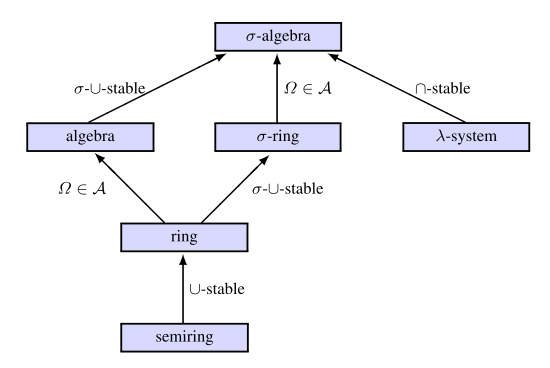 σ-algebra
σ-∪-stable
Ω ∈ 𝒜
∩-stable
algebra
σ-ring
λ-system
Ω ∈ 𝒜
σ-∪-stable
ring
∪-stable
semiring